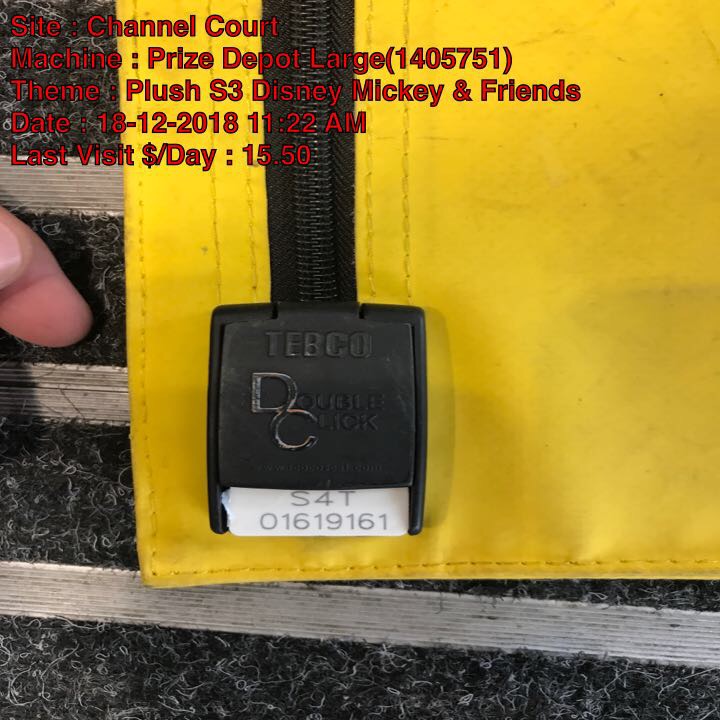 Site : Channel Court
Machine : Prize Depot Large(1405751)
Theme : Plush S3 Disney Mickey & Friends
Date : 18-12-2018 11:22 AM
Last Visit $/Day : 15.50
TEBCO
DOUBLE
CLICK
S4T
01619161